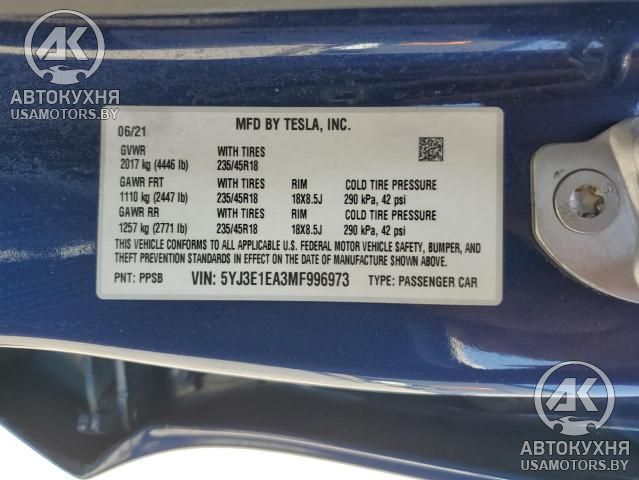 АК
АВТОКУХНЯ
USAMOTORS.BY
06/21 MFD BY TESLA, INC.
GVWR WITH TIRES
2017 kg (4446 lb) 235/45R18
GAWR FRT WITH TIRES RIM COLD TIRE PRESSURE
1110 kg (2447 lb) 235/45R18 18X8.5J 290 kPa, 42 psi
GAWR RR WITH TIRES RIM COLD TIRE PRESSURE
1257 kg (2771 lb) 235/45R18 18X8.5J 290 kPa, 42 psi
THIS VEHICLE CONFORMS TO ALL APPLICABLE U.S. FEDERAL MOTOR VEHICLE SAFETY, BUMPER, AND
THEFT PREVENTION STANDARDS IN EFFECT ON THE DATE OF MANUFACTURE SHOWN ABOVE.
PNT: PPSB VIN: 5YJ3E1EA3MF996973 TYPE: PASSENGER CAR
АК
АВТОКУХНЯ
USAMOTORS.BY